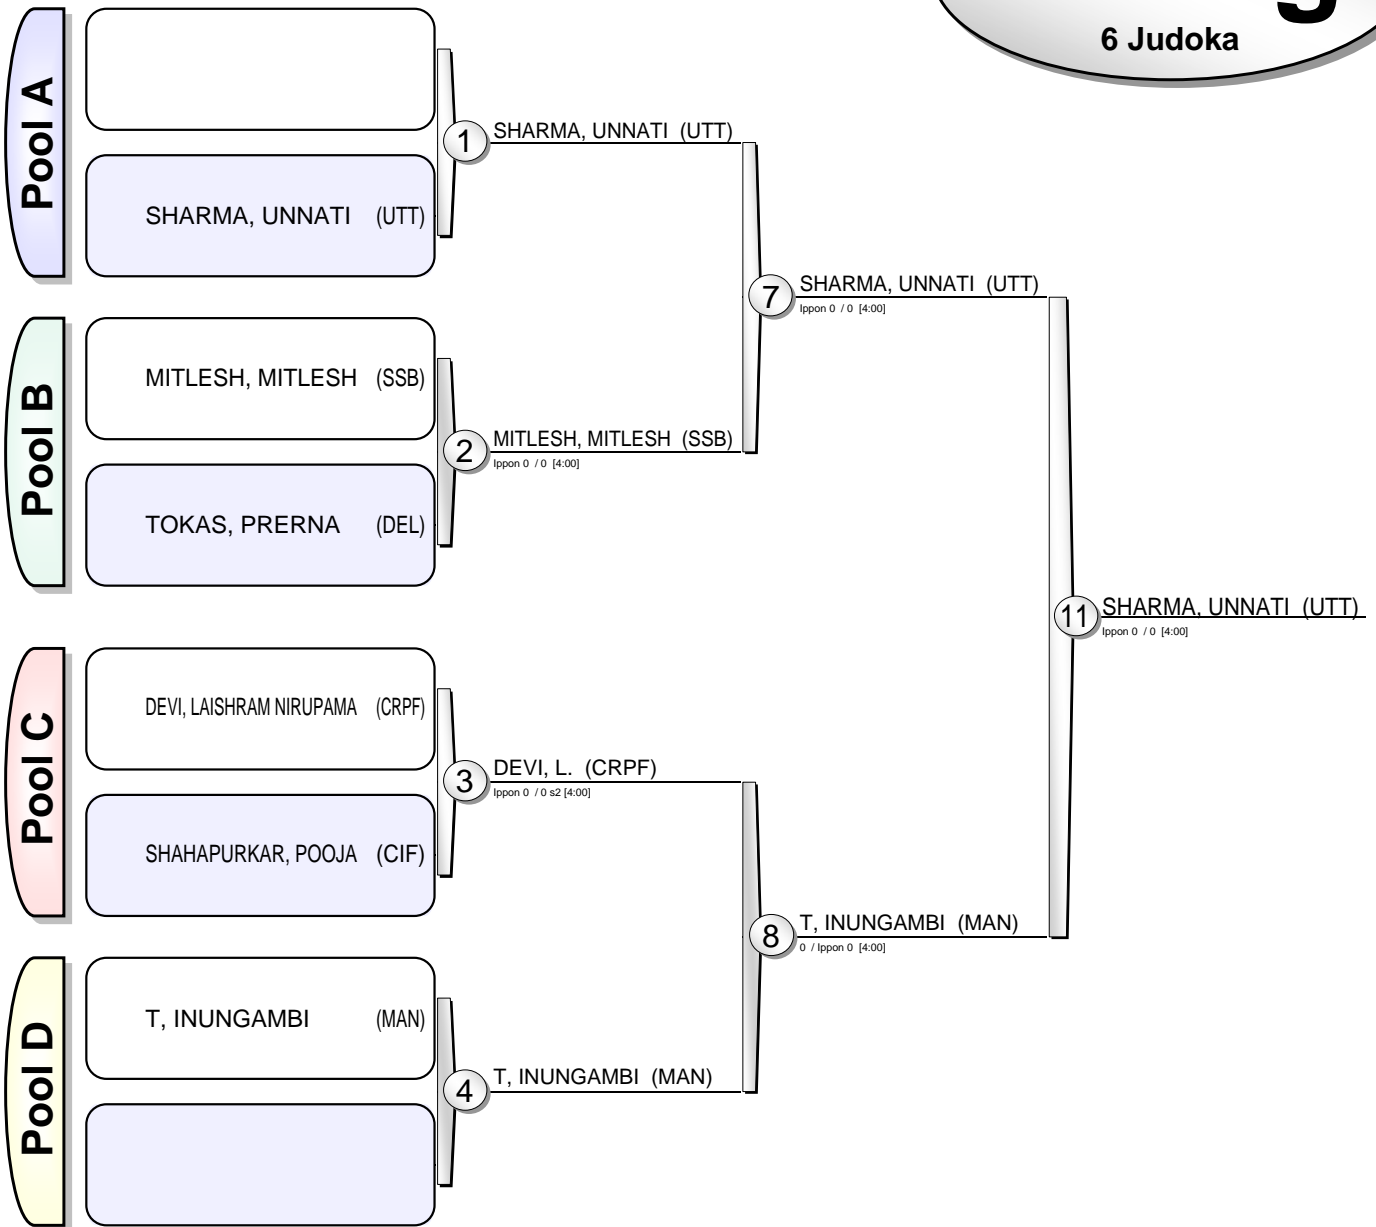 6 Judoka
Pool A
SHARMA, UNNATI (UTT)
1 SHARMA, UNNATI (UTT)
7 SHARMA, UNNATI (UTT)
Ippon 0 / 0 [4:00]
Pool B
MITLESH, MITLESH (SSB)
2 MITLESH, MITLESH (SSB)
Ippon 0 / 0 [4:00]
TOKAS, PRERNA (DEL)
11 SHARMA, UNNATI (UTT)
Ippon 0 / 0 [4:00]
Pool C
DEVI, LAISHRAM NIRUPAMA (CRPF)
3 DEVI, L. (CRPF)
Ippon 0 / 0 s2 [4:00]
SHAHAPURKAR, POOJA (CIF)
8 T, INUNGAMBI (MAN)
0 / Ippon 0 [4:00]
Pool D
T, INUNGAMBI (MAN)
4 T, INUNGAMBI (MAN)